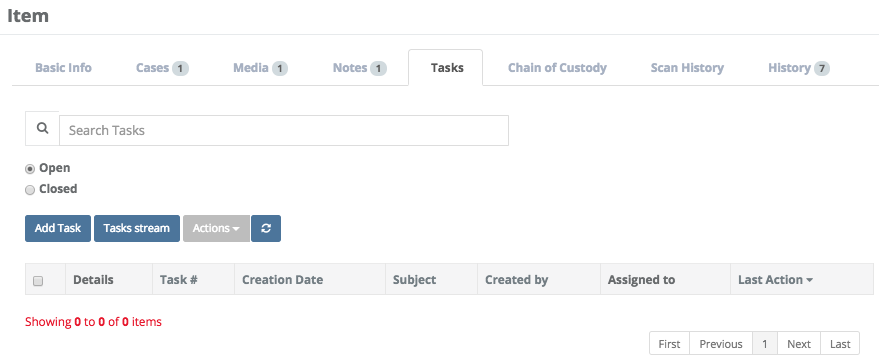 Item
Basic Info Cases 1 Media 1 Notes 1 Tasks Chain of Custody Scan History History 7
Search Tasks
Open
Closed
Add Task Tasks stream Actions
Details Task # Creation Date Subject Created by Assigned to Last Action
Showing 0 to 0 of 0 items
First Previous 1 Next Last